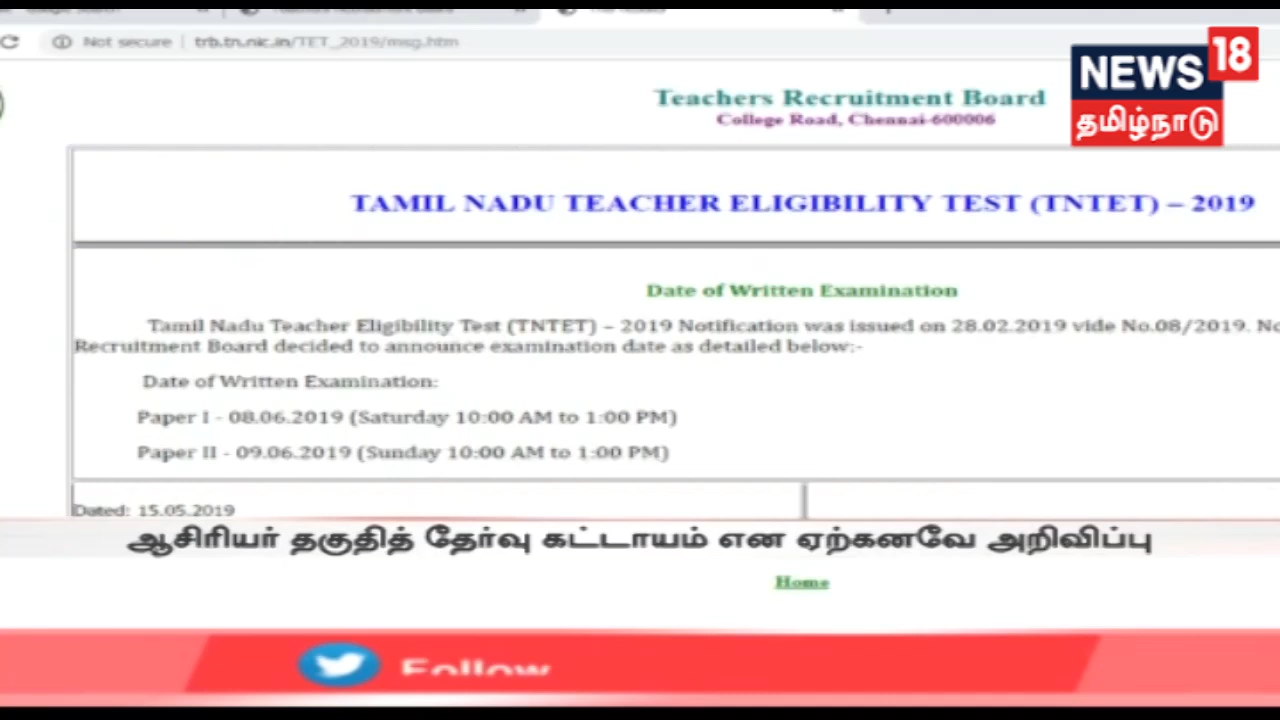 Not secure | trb.tn.nic.in/TET_2019/msg.htm
NEWS 18
தமிழ்நாடு
Teachers Recruitment Board
College Road, Chennai-600006
TAMIL NADU TEACHER ELIGIBILITY TEST (TNTET) – 2019
Date of Written Examination
Tamil Nadu Teacher Eligibility Test (TNTET) – 2019 Notification was issued on 28.02.2019 vide No.08/2019.
Recruitment Board decided to announce examination date as detailed below:-
Date of Written Examination:
Paper I - 08.06.2019 (Saturday 10:00 AM to 1:00 PM)
Paper II - 09.06.2019 (Sunday 10:00 AM to 1:00 PM)
Dated: 15.05.2019
ஆசிரியர் தகுதித் தேர்வு கட்டாயம் என ஏற்கனவே அறிவிப்பு
Home
Follow